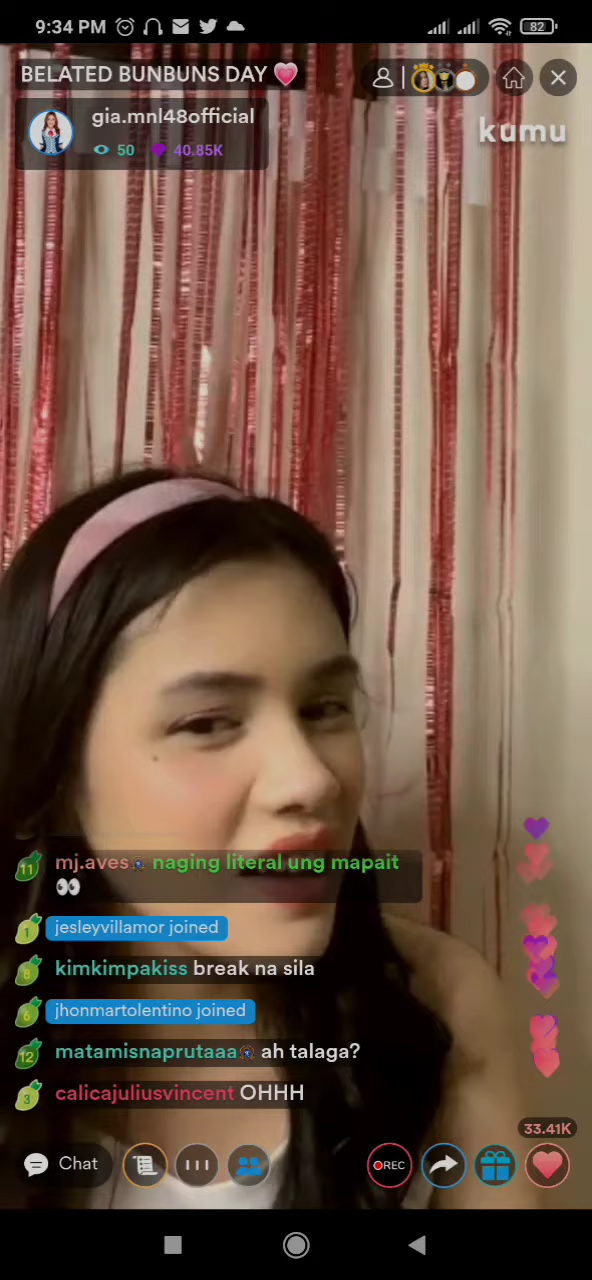 9:34 PM
82
BELATED BUNBUNS DAY 💗
gia.mnl48official
50 40.85K
kumu
11 mj.aves naging literal ung mapait
👀
1 jesleyvillamor joined
8 kimkimpakiss break na sila
6 jhonmartolentino joined
12 matamisnaprutaaa ah talaga?
3 calicajuliusvincent OHHH
33.41K
Chat
REC